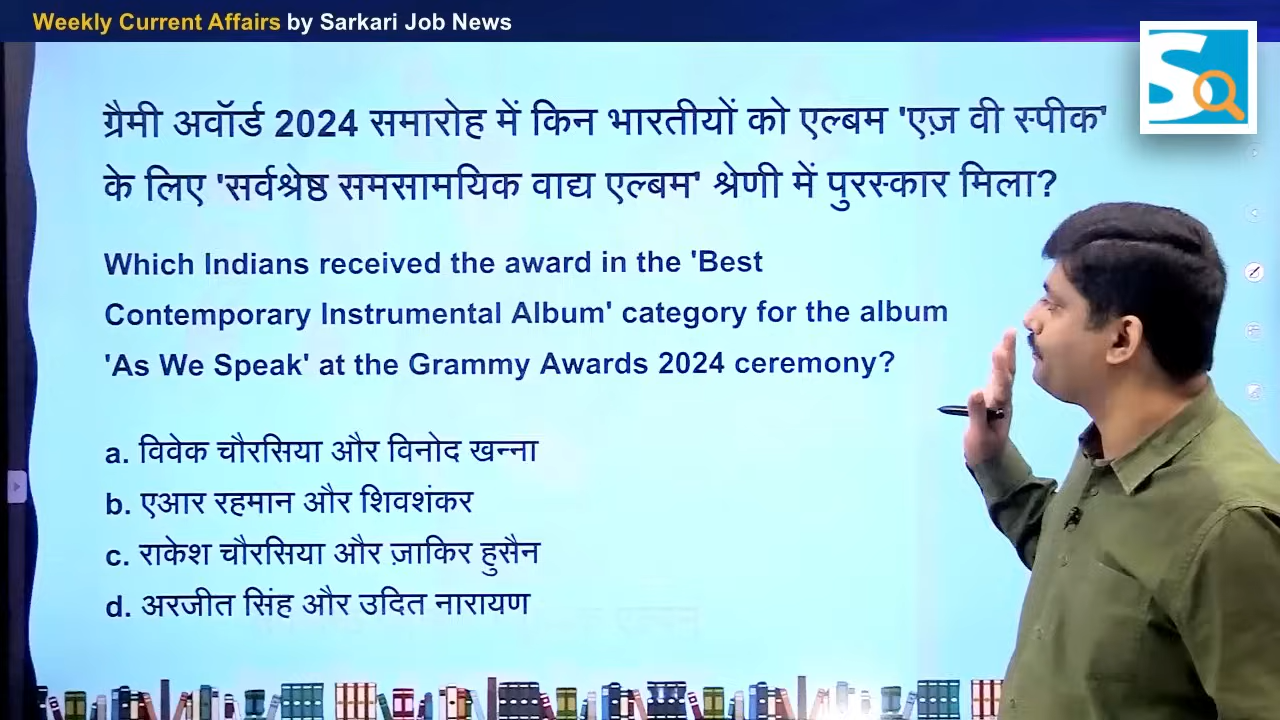 Weekly Current Affairs by Sarkari Job News
ग्रैमी अवॉर्ड 2024 समारोह में किन भारतीयों को एल्बम 'एज़ वी स्पीक'
के लिए 'सर्वश्रेष्ठ समसामयिक वाद्य एल्बम' श्रेणी में पुरस्कार मिला?
Which Indians received the award in the 'Best
Contemporary Instrumental Album' category for the album
'As We Speak' at the Grammy Awards 2024 ceremony?
a. विवेक चौरसिया और विनोद खन्ना
b. एआर रहमान और शिवशंकर
c. राकेश चौरसिया और ज़ाकिर हुसैन
d. अरजीत सिंह और उदित नारायण